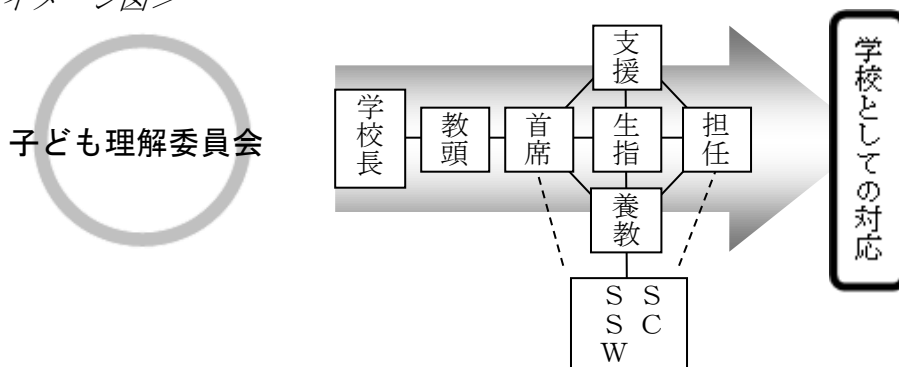 イメージ図＞
子ども理解委員会
学校長
教頭
首席
支援
生指
養教
担任
SC
SSW
学校としての対応